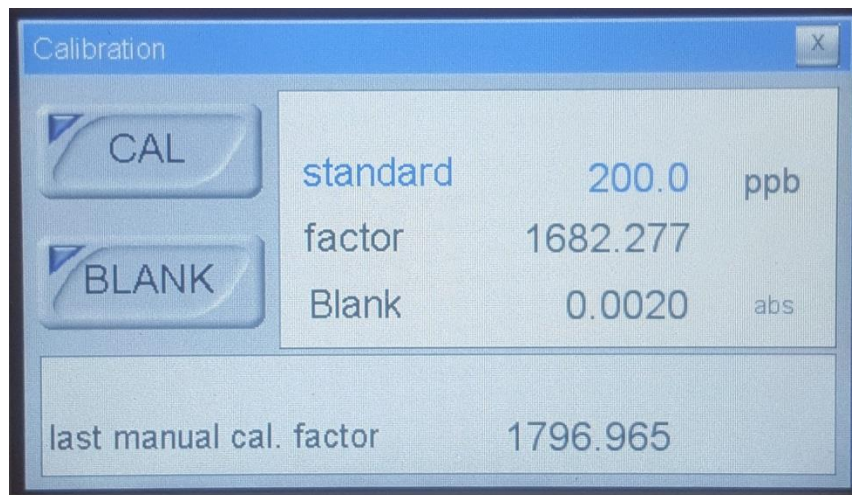 Calibration X
CAL
standard 200.0 ppb
factor 1682.277
BLANK
Blank 0.0020 abs
last manual cal. factor 1796.965